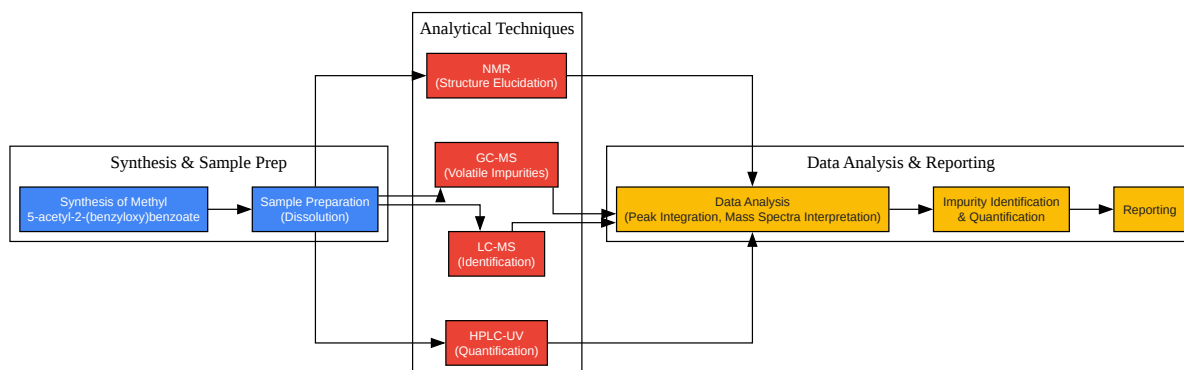 Analytical Techniques
NMR
(Structure Elucidation)
Synthesis & Sample Prep
GC-MS
(Volatile Impurities)
Data Analysis & Reporting
Synthesis of Methyl
5-acetyl-2-(benzyloxy)benzoate
Sample Preparation
(Dissolution)
Data Analysis
(Peak Integration, Mass Spectra Interpretation)
Impurity Identification
& Quantification
Reporting
LC-MS
(Identification)
HPLC-UV
(Quantification)